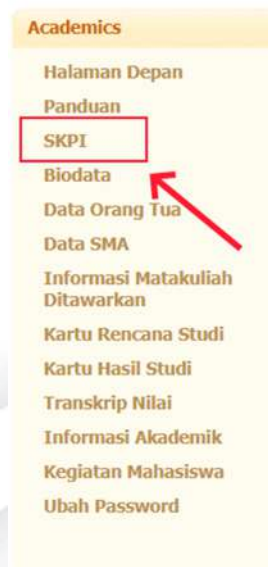 Academics
Halaman Depan
Panduan
SKPI
Biodata
Data Orang Tua
Data SMA
Informasi Matakuliah
Ditawarkan
Kartu Rencana Studi
Kartu Hasil Studi
Transkrip Nilai
Informasi Akademik
Kegiatan Mahasiswa
Ubah Password